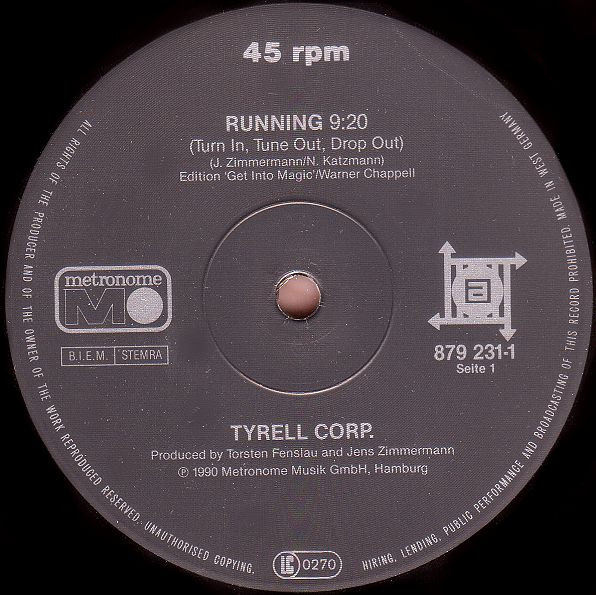 45 rpm
RUNNING 9:20
(Turn In, Tune Out, Drop Out)
(J. Zimmermann/N. Katzmann)
Edition 'Get Into Magic'/Warner Chappell
metronome
M
B.I.E.M. STEMRA
a
879 231-1
Seite 1
TYRELL CORP.
Produced by Torsten Fenslau and Jens Zimmermann
℗ 1990 Metronome Musik GmbH, Hamburg
LC 0270
ALL RIGHTS OF THE PRODUCER AND OF THE OWNER OF THE WORK REPRODUCED RESERVED. UNAUTHORISED COPYING, HIRING, LENDING, PUBLIC PERFORMANCE AND BROADCASTING OF THIS RECORD PROHIBITED. MADE IN WEST GERMANY